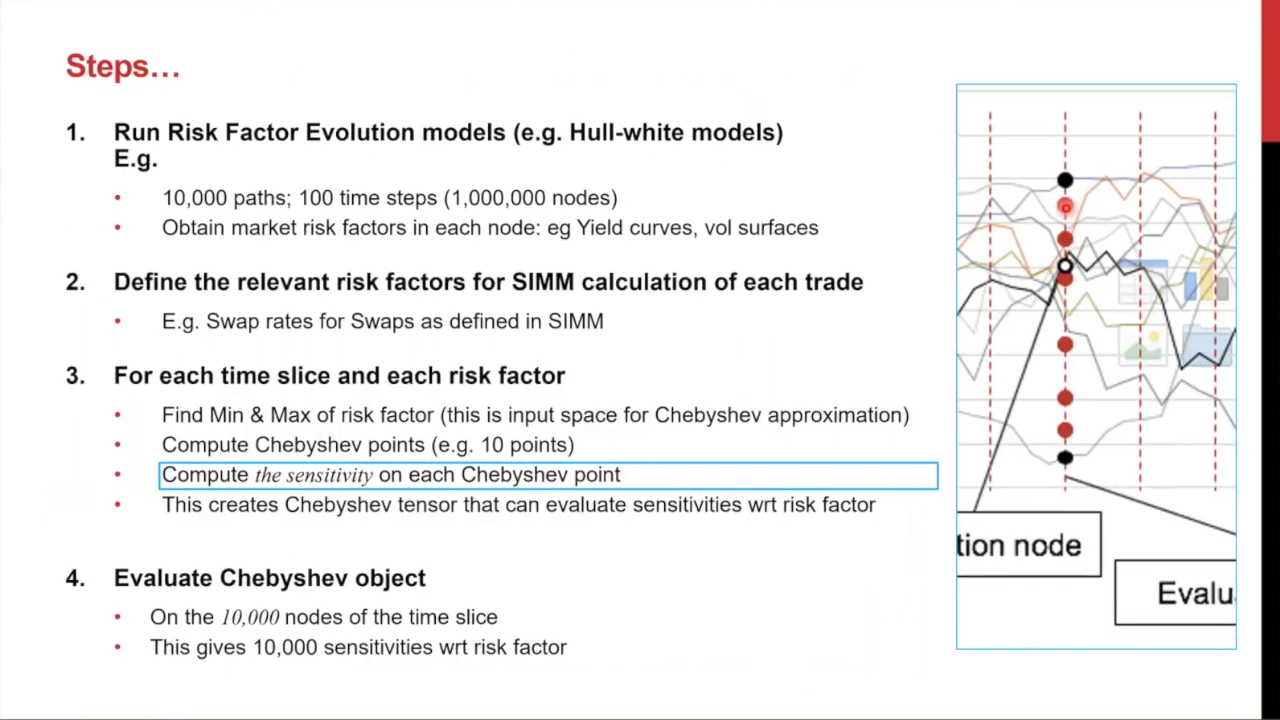 Steps…
1. Run Risk Factor Evolution models (e.g. Hull-white models)
E.g.
• 10,000 paths; 100 time steps (1,000,000 nodes)
• Obtain market risk factors in each node: eg Yield curves, vol surfaces
2. Define the relevant risk factors for SIMM calculation of each trade
• E.g. Swap rates for Swaps as defined in SIMM
3. For each time slice and each risk factor
• Find Min & Max of risk factor (this is input space for Chebyshev approximation)
• Compute Chebyshev points (e.g. 10 points)
• Compute the sensitivity on each Chebyshev point
• This creates Chebyshev tensor that can evaluate sensitivities wrt risk factor
tion node
4. Evaluate Chebyshev object
Evalu
• On the 10,000 nodes of the time slice
• This gives 10,000 sensitivities wrt risk factor